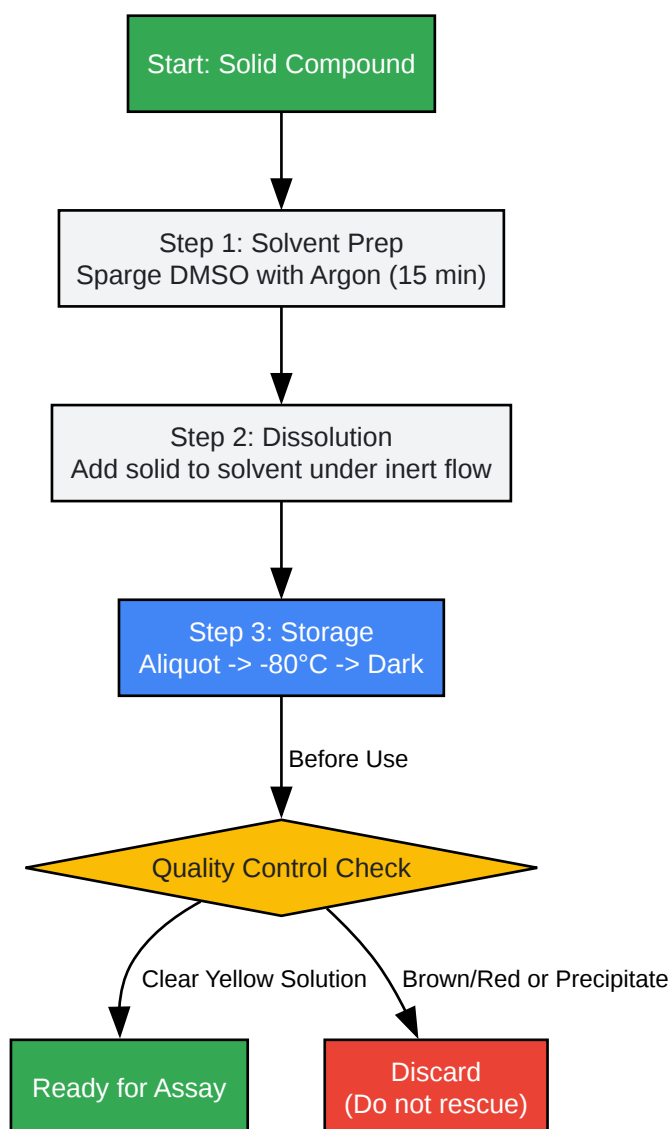 Start: Solid Compound
Step 1: Solvent Prep
Sparge DMSO with Argon (15 min)
Step 2: Dissolution
Add solid to solvent under inert flow
Step 3: Storage
Aliquot -> -80°C -> Dark
Before Use
Quality Control Check
Clear Yellow Solution
Brown/Red or Precipitate
Ready for Assay
Discard
(Do not rescue)